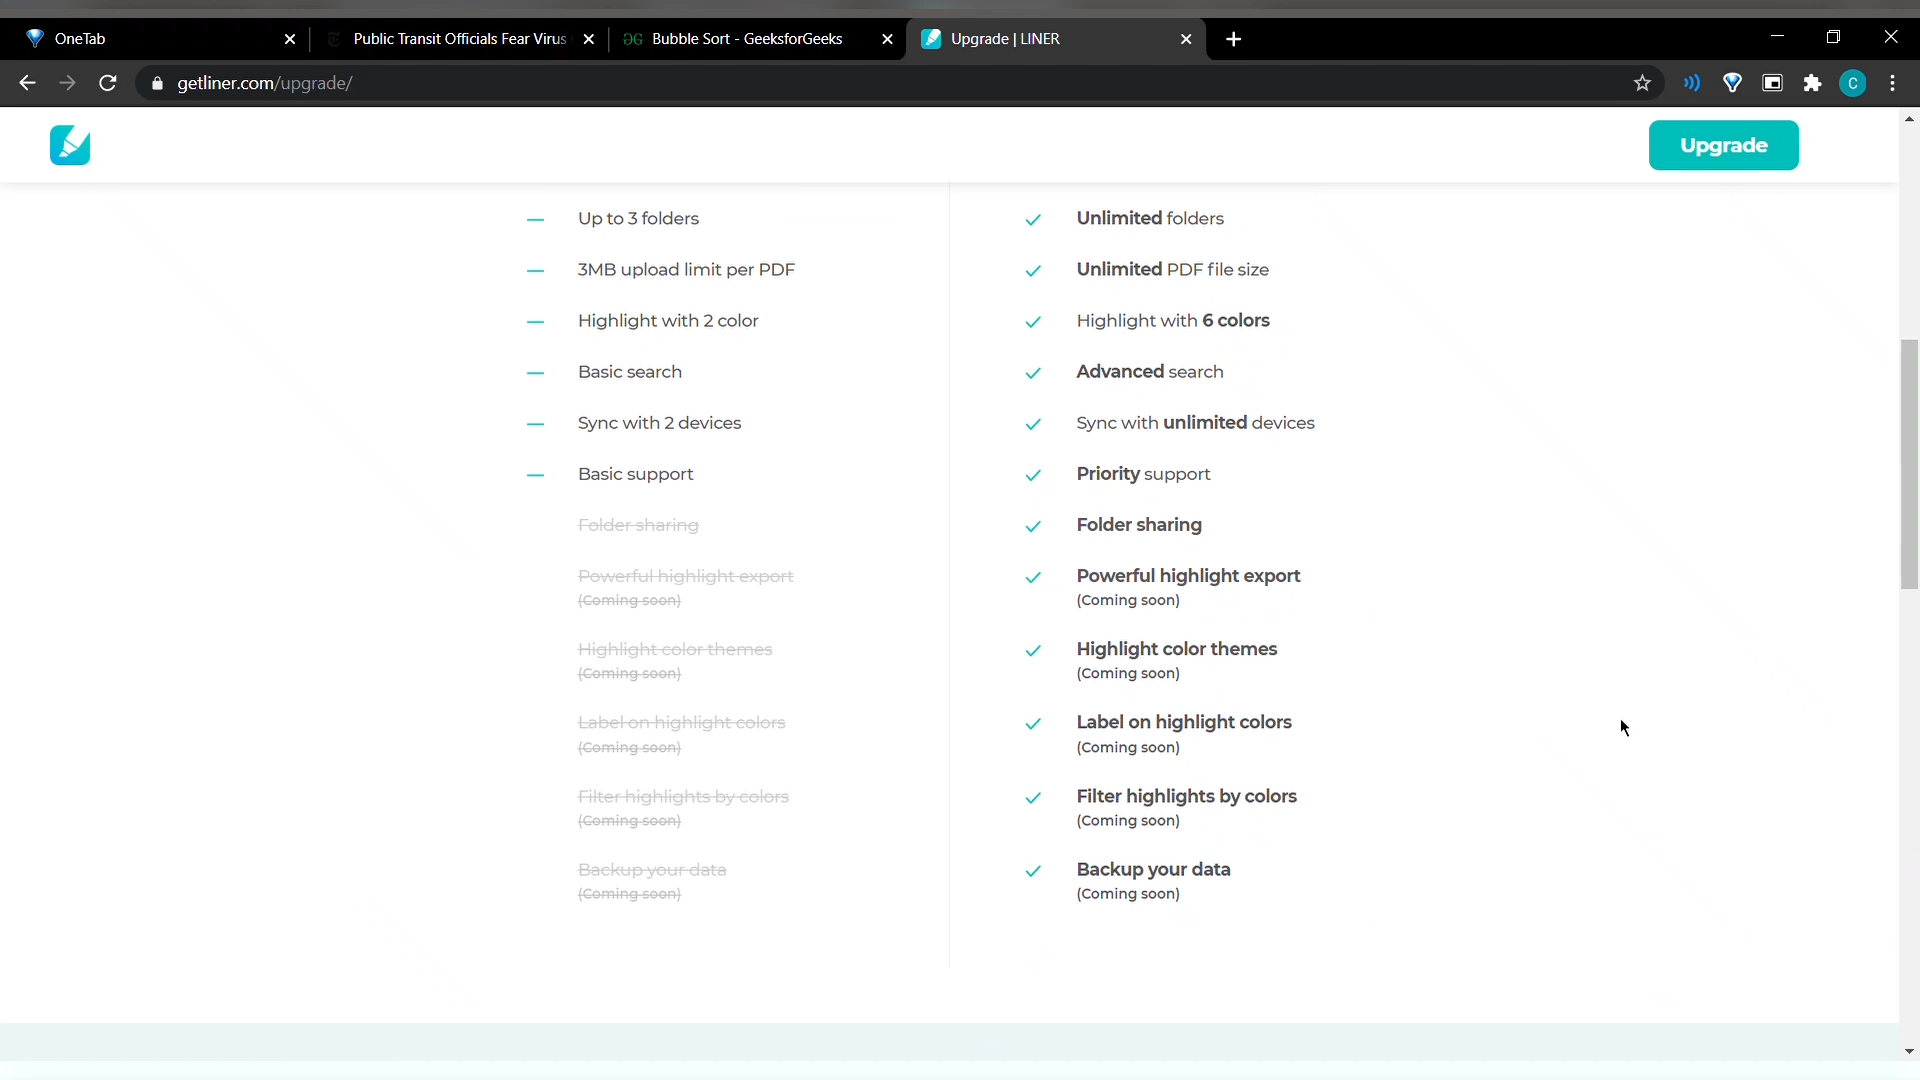 OneTab
Public Transit Officials Fear Virus
Bubble Sort - GeeksforGeeks
Upgrade | LINER
getliner.com/upgrade/
C
Upgrade
Up to 3 folders
Unlimited folders
3MB upload limit per PDF
Unlimited PDF file size
Highlight with 2 color
Highlight with 6 colors
Basic search
Advanced search
Sync with 2 devices
Sync with unlimited devices
Basic support
Priority support
Folder sharing
Folder sharing
Powerful highlight export
(Coming soon)
Powerful highlight export
(Coming soon)
Highlight color themes
(Coming soon)
Highlight color themes
(Coming soon)
Label on highlight colors
(Coming soon)
Label on highlight colors
(Coming soon)
Filter highlights by colors
(Coming soon)
Filter highlights by colors
(Coming soon)
Backup your data
(Coming soon)
Backup your data
(Coming soon)